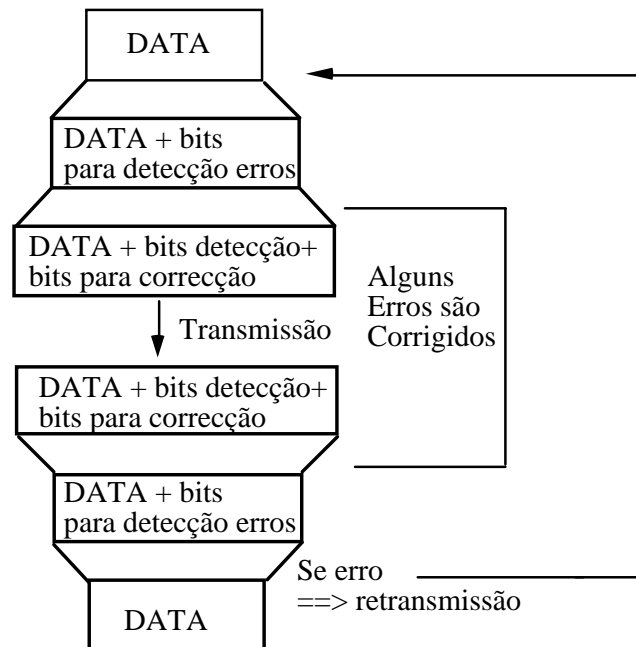 DATA
DATA + bits
para detecção erros
DATA + bits detecção+
bits para correcção
Alguns
Erros são
Corrigidos
Transmissão
DATA + bits detecção+
bits para correcção
DATA + bits
para detecção erros
Se erro
==> retransmissão
DATA